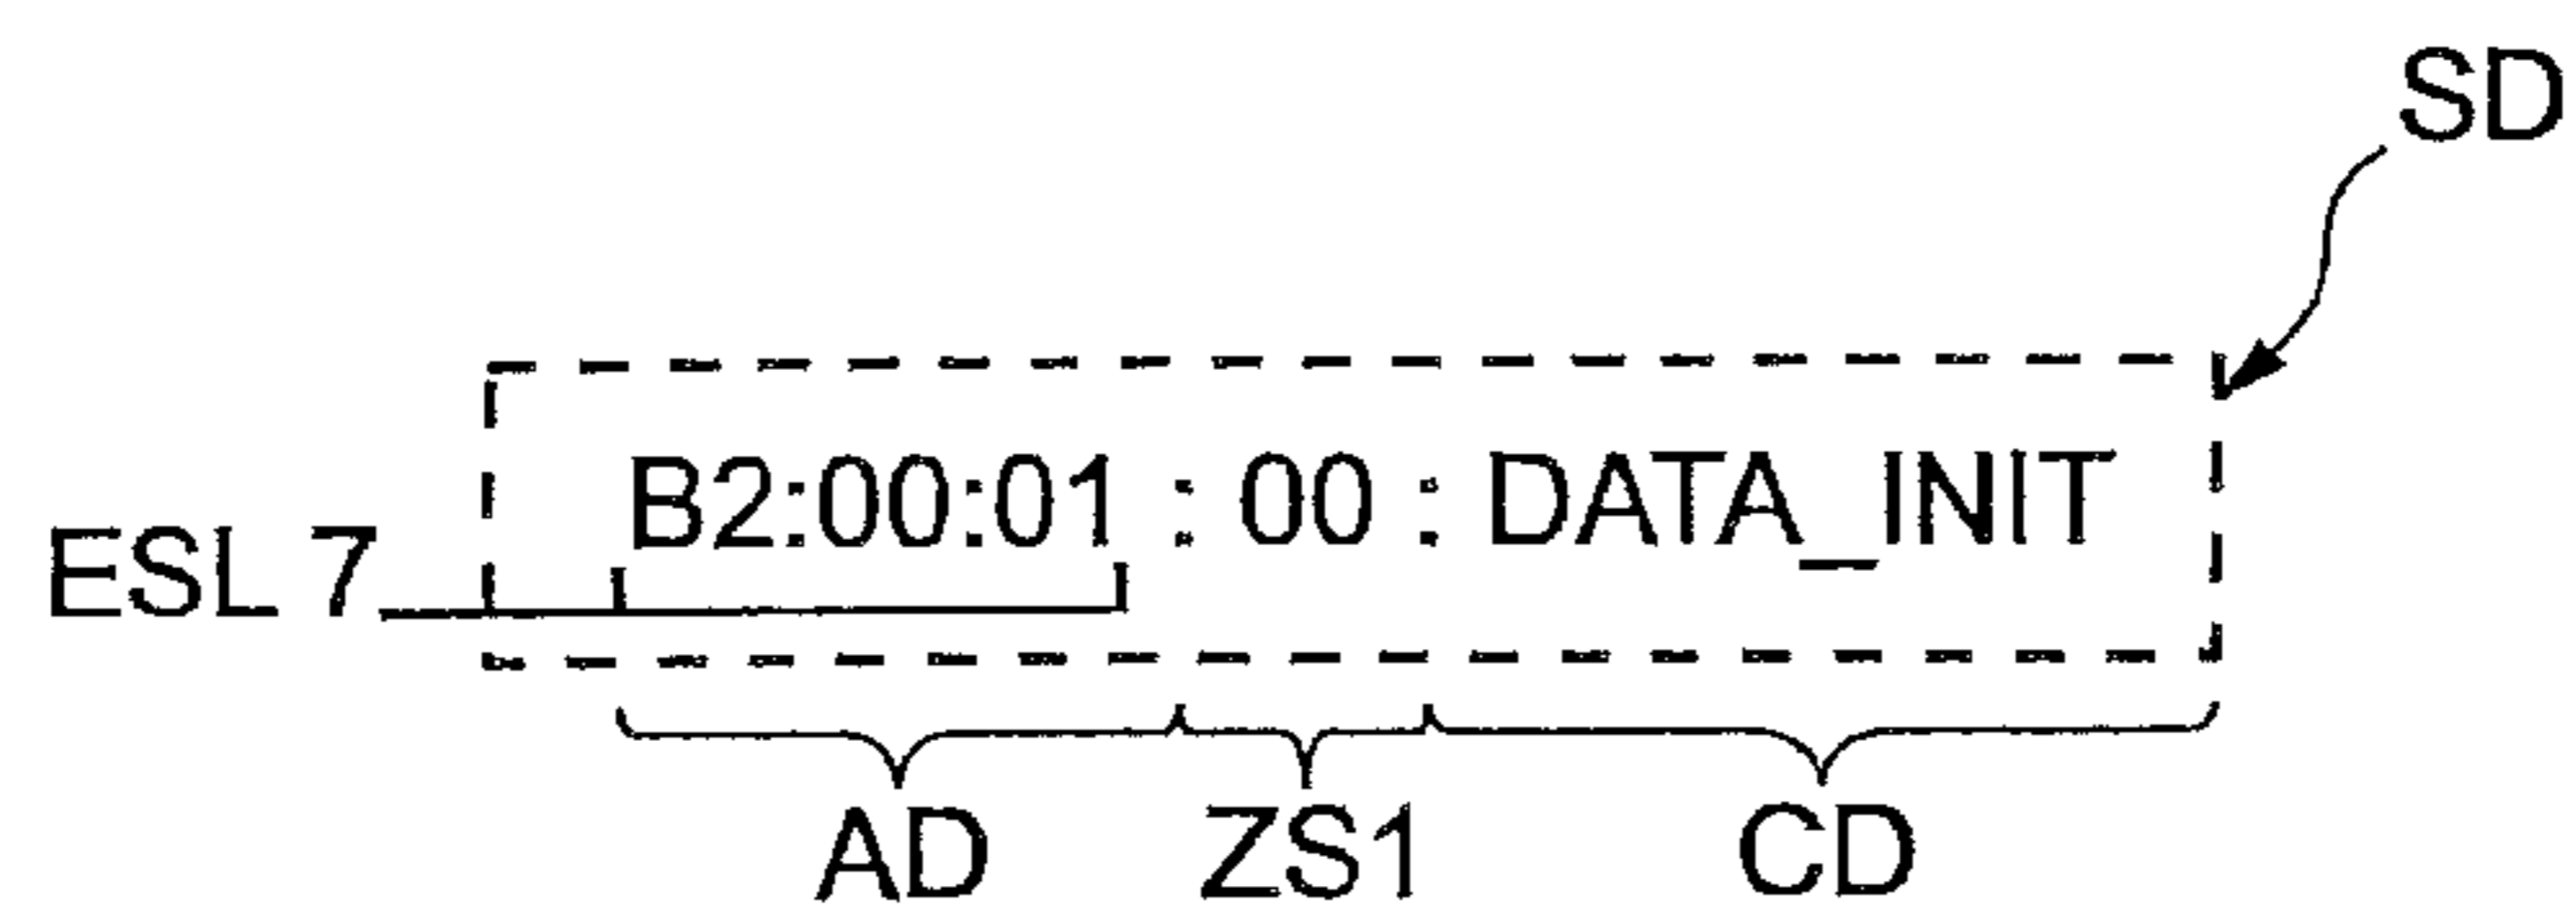 SD
B2:00:01 : 00 : DATA_INIT
ESL 7
AD ZS1 CD